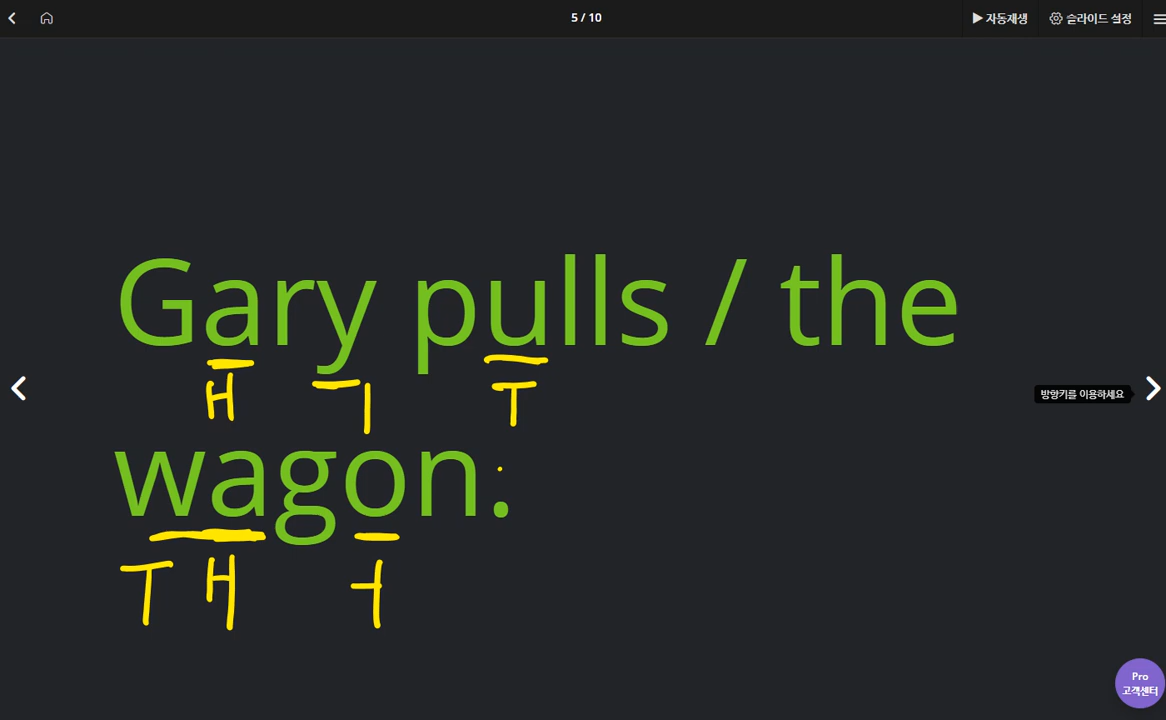 5 / 10
▶ 자동재생
슬라이드 설정
Gary pulls / the
ㅐ ㅣ ㅜ
방향키를 이용하세요
wagon.
ㅜ ㅐ ㅓ
Pro
고객센터